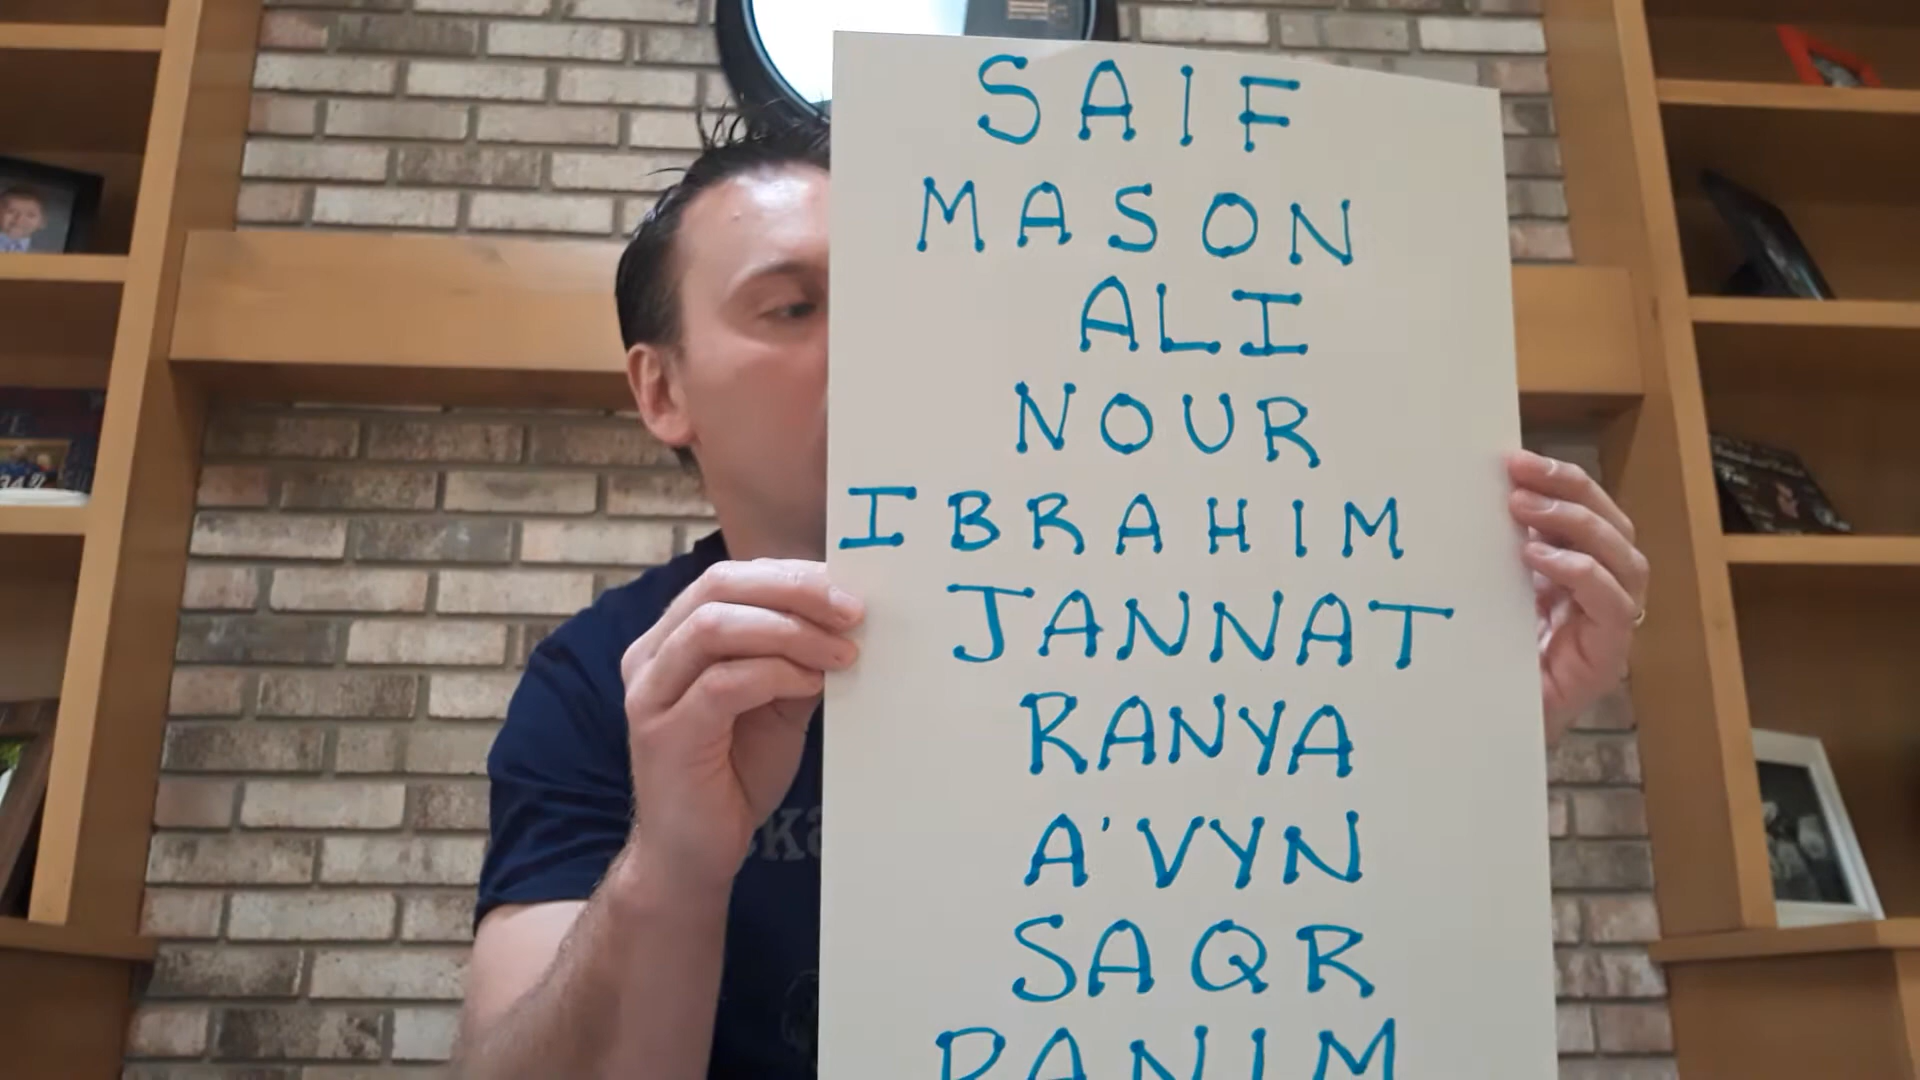 SAIF
MASON
ALI
NOUR
IBRAHIM
JANNAT
RANYA
A'VYN
SAQR